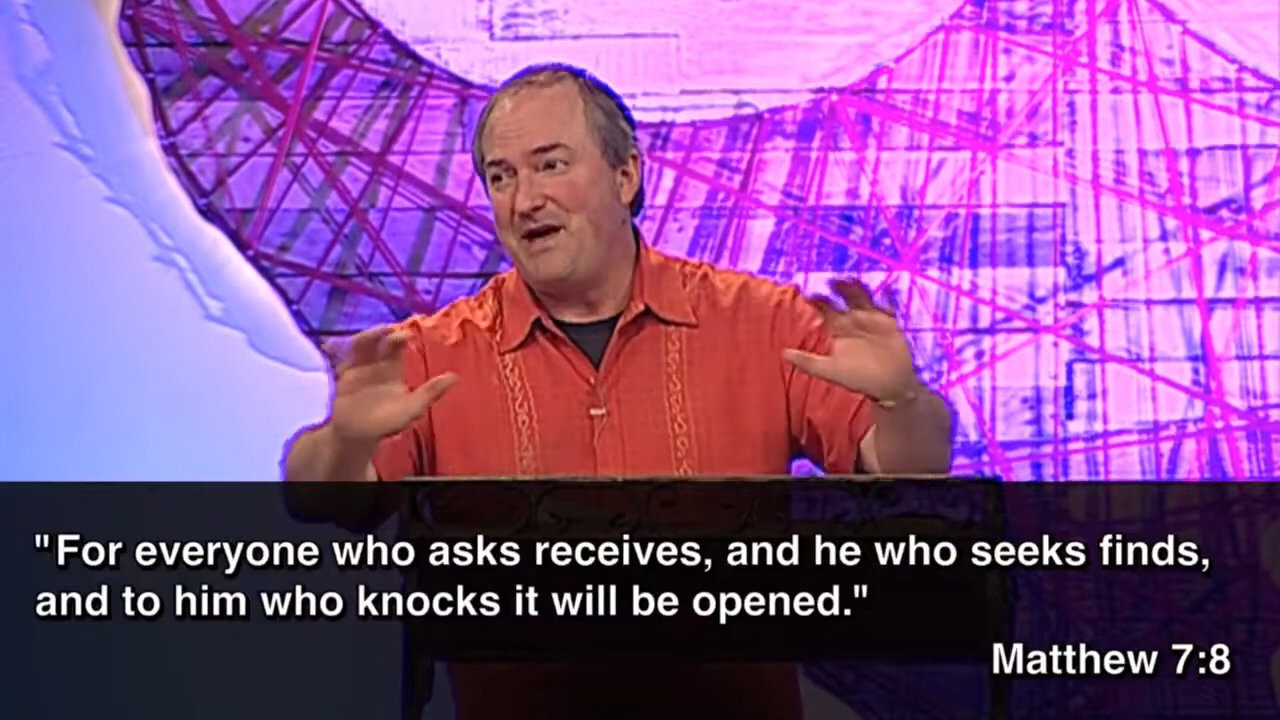 "For everyone who asks receives, and he who seeks finds,
and to him who knocks it will be opened."
Matthew 7:8